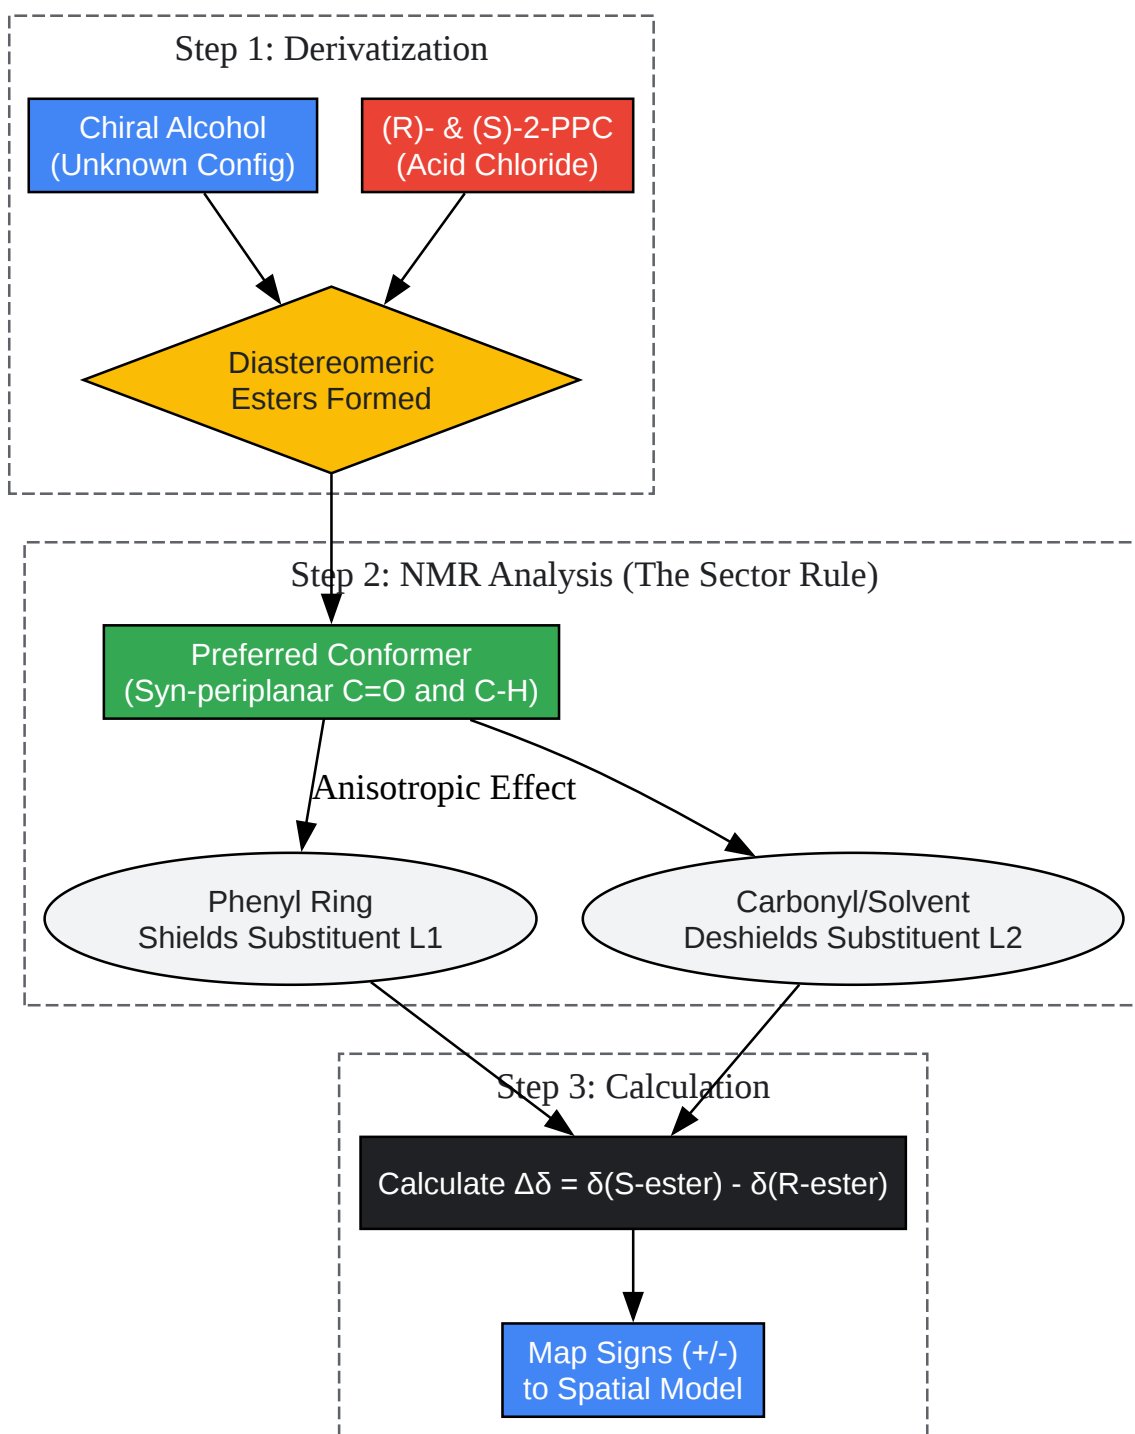 Step 1: Derivatization
Chiral Alcohol
(Unknown Config)
(R)- & (S)-2-PPC
(Acid Chloride)
Diastereomeric
Esters Formed
Step 2: NMR Analysis (The Sector Rule)
Preferred Conformer
(Syn-periplanar C=O and C-H)
Anisotropic Effect
Phenyl Ring
Shields Substituent L1
Carbonyl/Solvent
Deshields Substituent L2
Step 3: Calculation
Calculate Δδ = δ(S-ester) - δ(R-ester)
Map Signs (+/-)
to Spatial Model